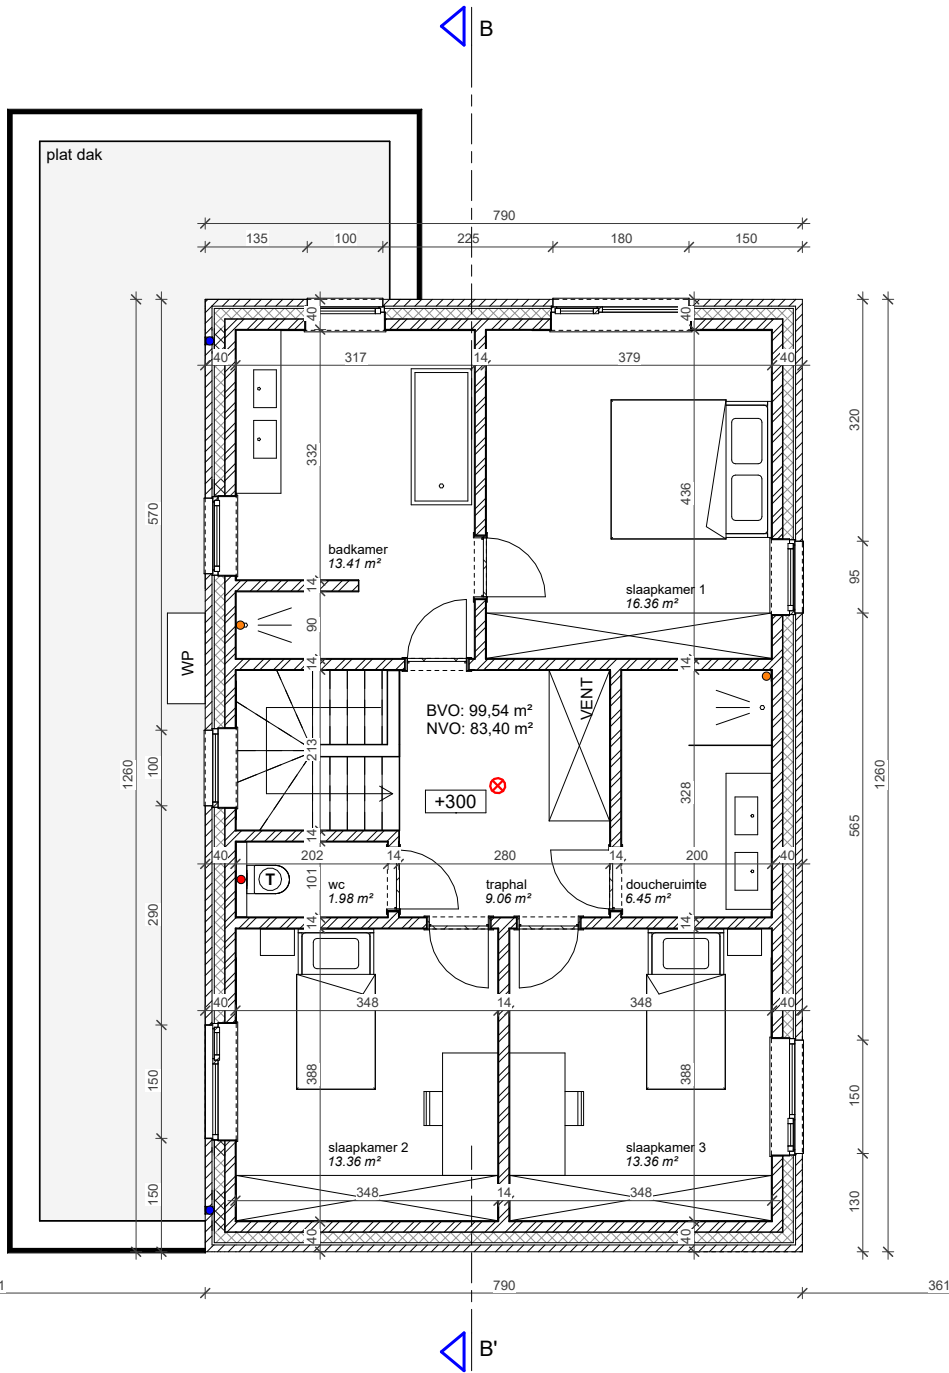 B
plat dak
790
135 100 225 180 150
40 40
40 317 14, 379 40
320
332
436
570
badkamer
13.41 m²
95
14,
slaapkamer 1
16.36 m²
90
WP
14, 14,
VENT
BVO: 99,54 m²
NVO: 83,40 m²
213
100
1260
1260
+300
328
565
14,
40 202 14, 280 14, 200 40
T
101
wc
1.98 m²
traphal
9.06 m²
doucheruimte
6.45 m²
290
14, 14,
40 348 14, 348 40
388
388
150
150
slaapkamer 2
13.36 m²
slaapkamer 3
13.36 m²
348 14, 348
150
130
40 40
1 790 361
B'